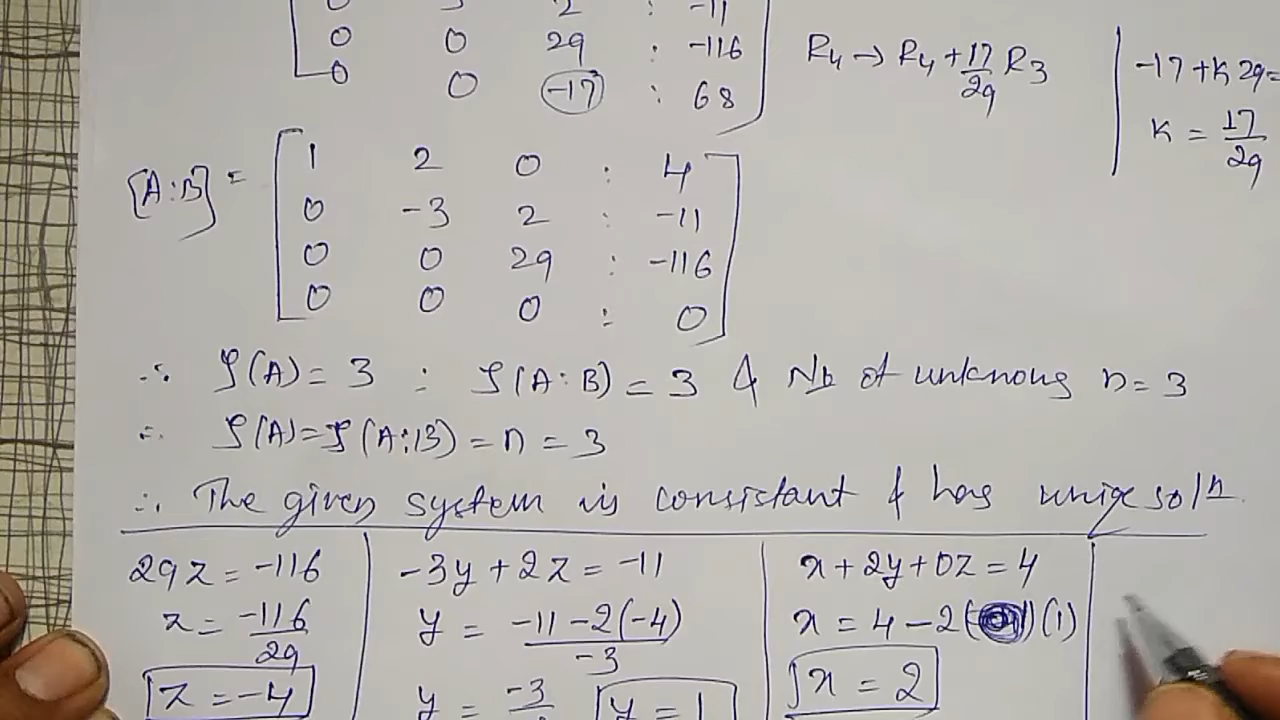 0 0 29 : -116
0 0 -17 : 68
R4 → R4 + 17/29 R3
-17 + K 29 =
K = 17/29
[A:B] =
1 2 0 : 4
0 -3 2 : -11
0 0 29 : -116
0 0 0 : 0
∴ ρ(A) = 3 : ρ(A:B) = 3 & No of unknowns n = 3
∴ ρ(A) = ρ(A:B) = n = 3
∴ The given system is consistant & has uniqe soln.
29z = -116
z = -116/29
z = -4
-3y + 2z = -11
y = -11 - 2(-4) / -3
y = -3
y = 1
x + 2y + 0z = 4
x = 4 - 2 (1)
x = 2